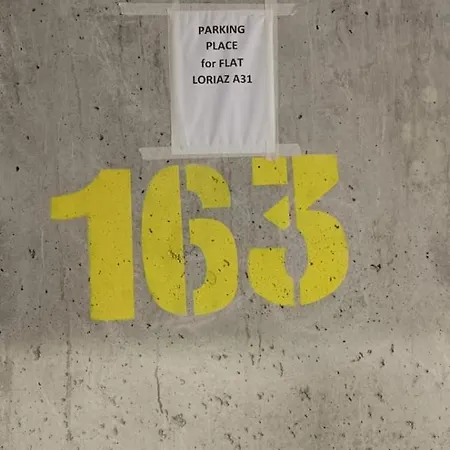 PARKING
PLACE
for FLAT
LORIAZ A31
163